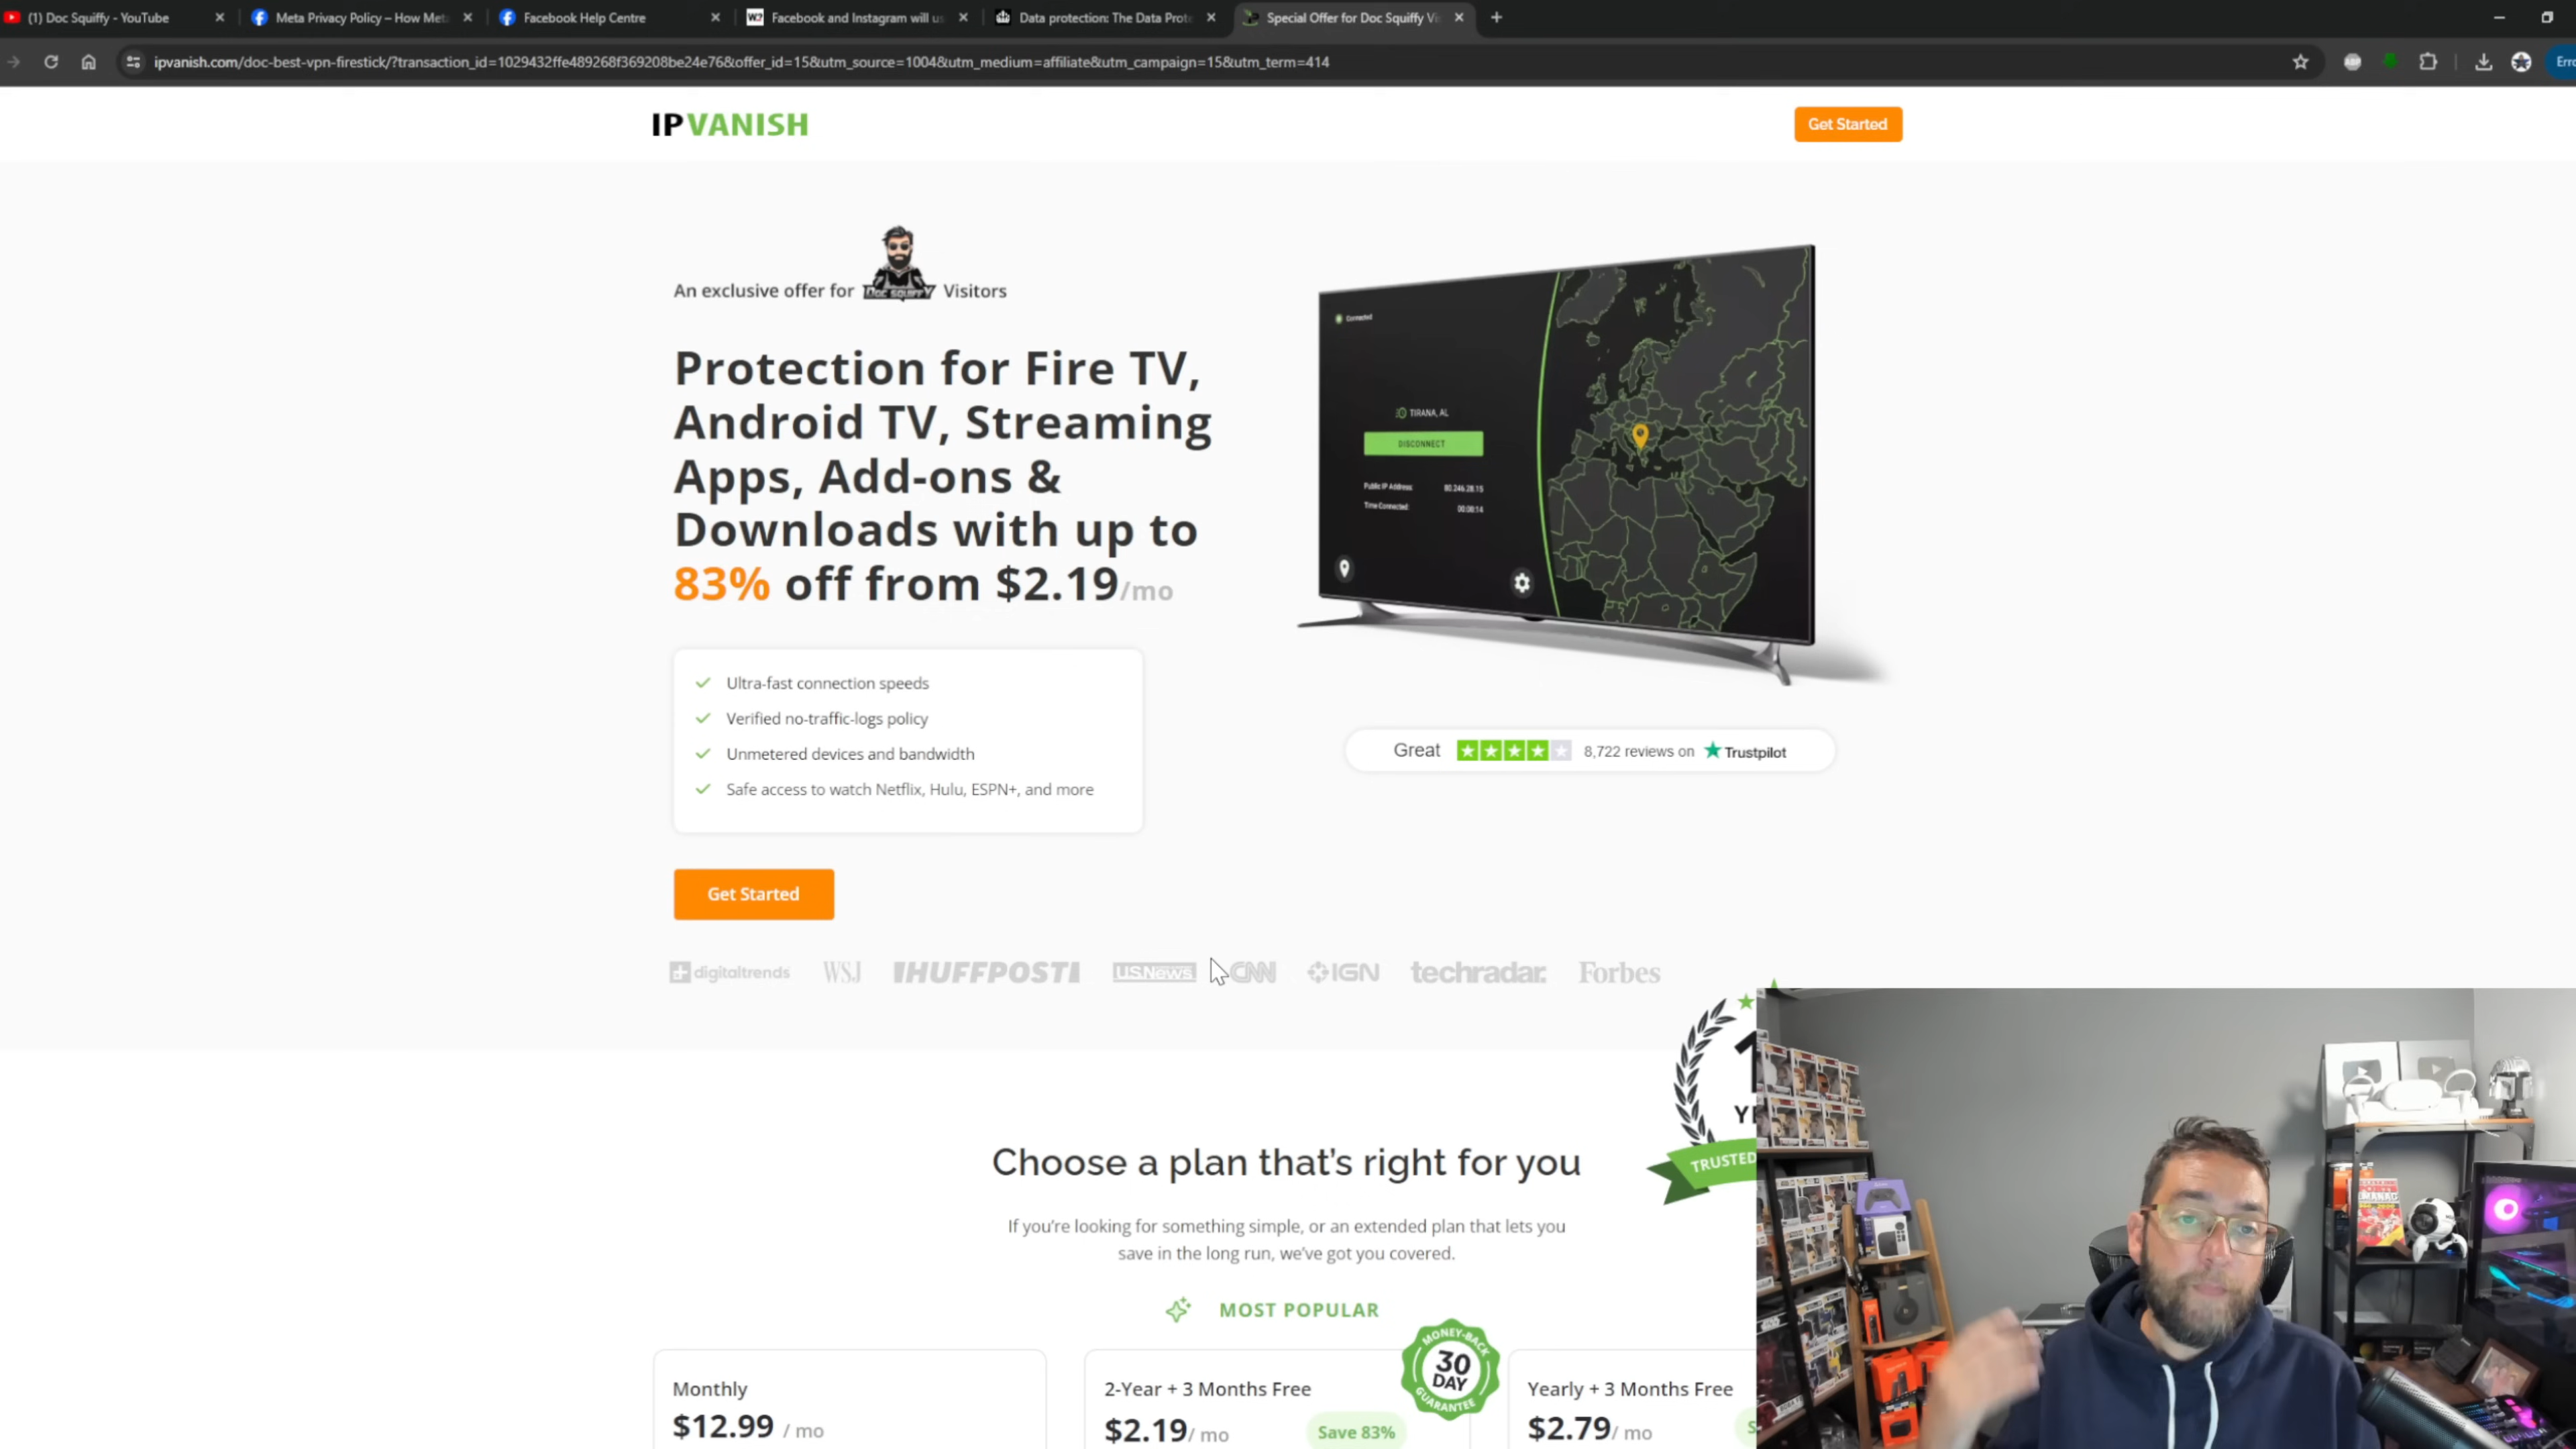 (1) Doc Squiffy - YouTube
Meta Privacy Policy – How Meta
Facebook Help Centre
Facebook and Instagram will us
Data protection: The Data Prote
Special Offer for Doc Squiffy Vi
ipvanish.com/doc-best-vpn-firestick/?transaction_id=1029432ffe489268f369208be24e76&offer_id=15&utm_source=1004&utm_medium=affiliate&utm_campaign=15&utm_term=414
Erro
IPVANISH
Get Started
An exclusive offer for DOC SQUIFFY Visitors
Protection for Fire TV,
Android TV, Streaming
Apps, Add-ons &
Downloads with up to
83% off from $2.19/mo
Connected
TIRANA, AL
DISCONNECT
Public IP Address: 80.246.28.15
Time Connected: 00:08:14
Ultra-fast connection speeds
Verified no-traffic-logs policy
Unmetered devices and bandwidth
Safe access to watch Netflix, Hulu, ESPN+, and more
Great 8,722 reviews on Trustpilot
Get Started
digitaltrends WSJ HUFFPOST U.S.News CNN IGN techradar. Forbes
TRUSTED
Choose a plan that's right for you
If you're looking for something simple, or an extended plan that lets you
save in the long run, we've got you covered.
MOST POPULAR
MONEY-BACK
30
DAY
GUARANTEE
Monthly
$12.99 / mo
2-Year + 3 Months Free
$2.19/ mo
Save 83%
Yearly + 3 Months Free
$2.79/ mo